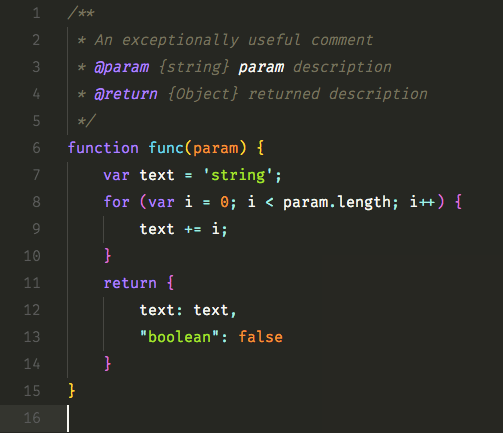 1 /**
2  * An exceptionally useful comment
3  * @param {string} param description
4  * @return {Object} returned description
5  */
6 function func(param) {
7     var text = 'string';
8     for (var i = 0; i < param.length; i++) {
9         text += i;
10     }
11     return {
12         text: text,
13         "boolean": false
14     }
15 }
16